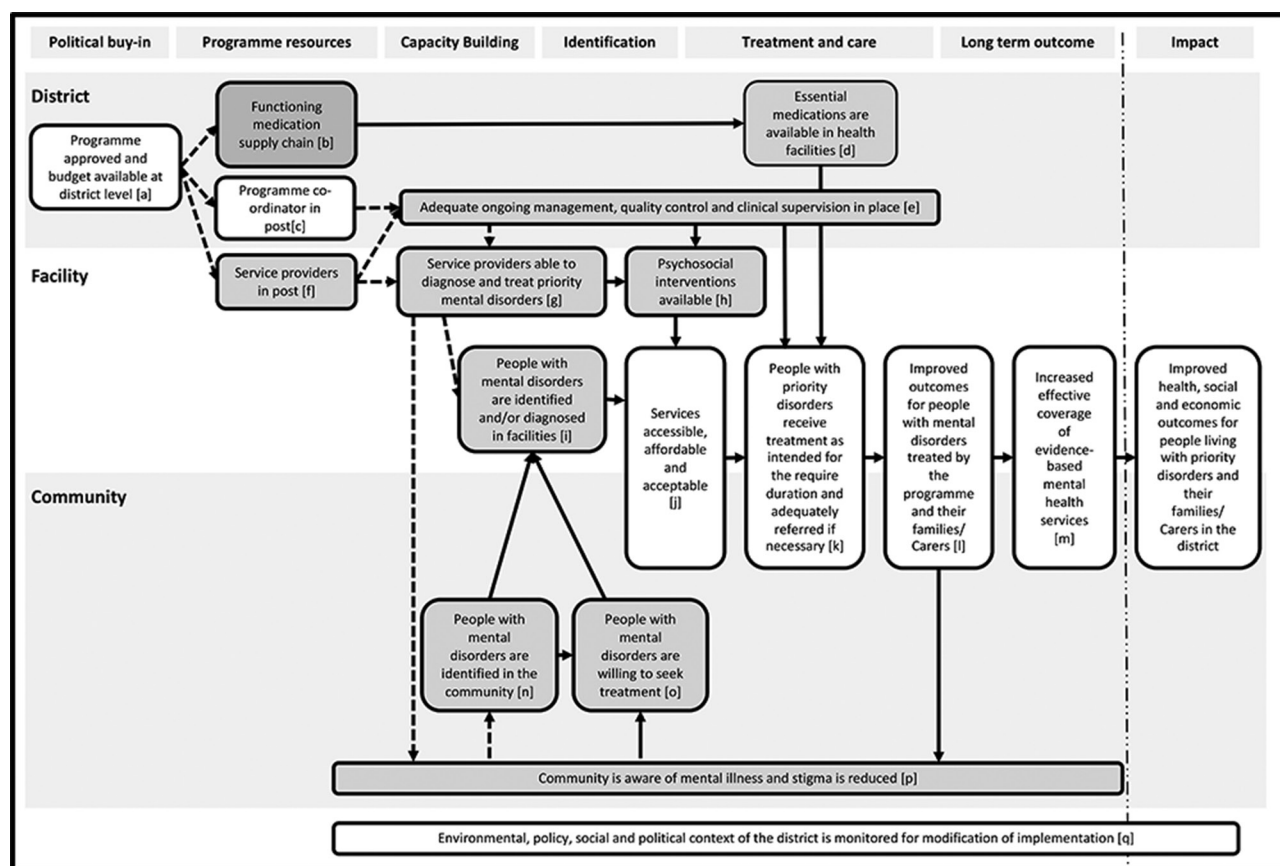 Political buy-in
Programme resources
Capacity Building
Identification
Treatment and care
Long term outcome
Impact
District
Programme
approved and
budget available at
district level [a]
Functioning
medication
supply chain [b]
Essential
medications are
available in health
facilities [d]
Programme co-
ordinator in
post[c]
Adequate ongoing management, quality control and clinical supervision in place [e]
Facility
Service providers
in post [f]
Service providers able to
diagnose and treat priority
mental disorders [g]
Psychosocial
interventions
available [h]
People with
mental disorders
are identified
and/or diagnosed
in facilities [i]
Services
accessible,
affordable
and
acceptable
[j]
People with
priority
disorders
receive
treatment as
intended for
the require
duration and
adequately
referred if
necessary [k]
Improved
outcomes
for people
with mental
disorders
treated by
the
programme
and their
families/
Carers [l]
Increased
effective
coverage
of
evidence-
based
mental
health
services
[m]
Improved
health, social
and economic
outcomes for
people living
with priority
disorders and
their families/
Carers in the
district
Community
People with
mental
disorders are
identified in the
community [n]
People with
mental
disorders are
willing to seek
treatment [o]
Community is aware of mental illness and stigma is reduced [p]
Environmental, policy, social and political context of the district is monitored for modification of implementation [q]